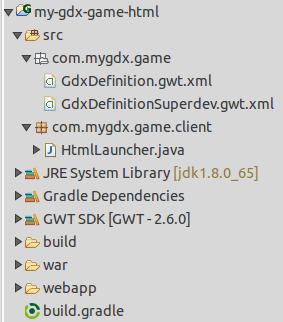 my-gdx-game-html
src
com.mygdx.game
GdxDefinition.gwt.xml
GdxDefinitionSuperdev.gwt.xml
com.mygdx.game.client
HtmlLauncher.java
JRE System Library [jdk1.8.0_65]
Gradle Dependencies
GWT SDK [GWT - 2.6.0]
build
war
webapp
build.gradle